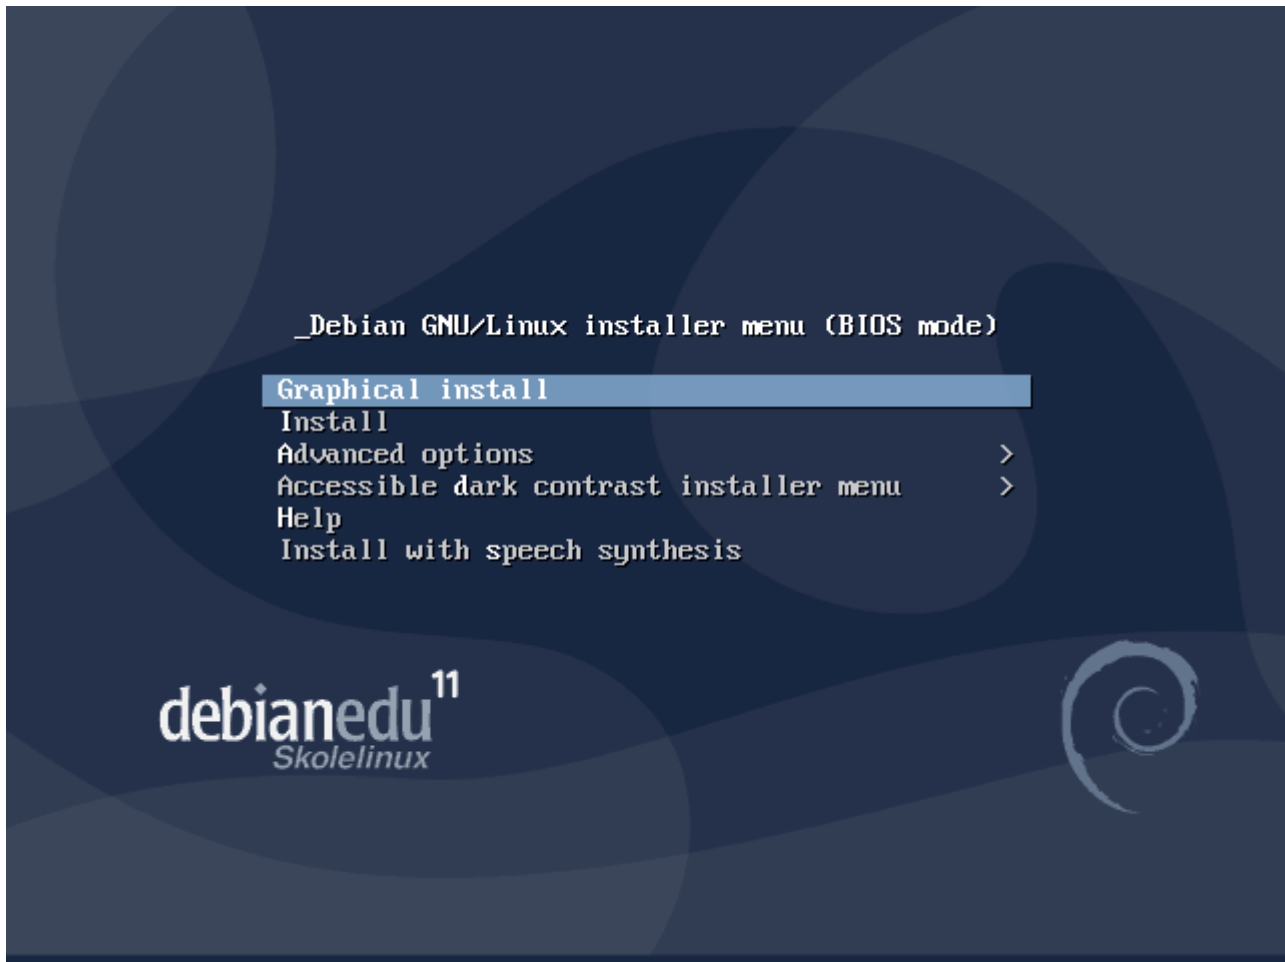 _Debian GNU/Linux installer menu (BIOS mode)
Graphical install
Install
Advanced options >
Accessible dark contrast installer menu >
Help
Install with speech synthesis
debianedu 11
Skolelinux